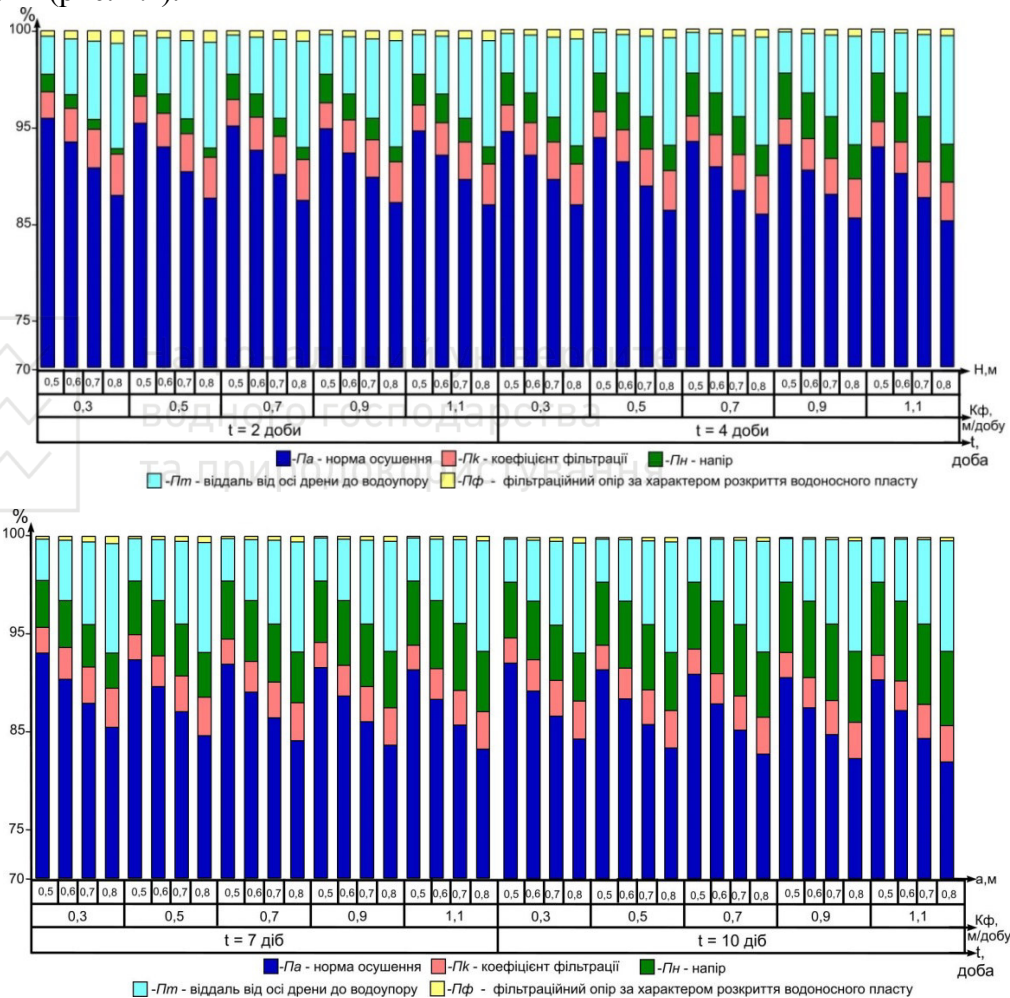 %
100
95
85
75
70
0,5 0,6 0,7 0,8 0,5 0,6 0,7 0,8 0,5 0,6 0,7 0,8 0,5 0,6 0,7 0,8 0,5 0,6 0,7 0,8 0,5 0,6 0,7 0,8 0,5 0,6 0,7 0,8 0,5 0,6 0,7 0,8 0,5 0,6 0,7 0,8 0,5 0,6 0,7 0,8 Н,м
0,3 0,5 0,7 0,9 1,1 0,3 0,5 0,7 0,9 1,1 Кф, м/добу
t = 2 доби t = 4 доби t, доба
національний університет
водного господарства
та природокористування
-Па - норма осушення -Пk - коефіцієнт фільтрації -Пн - напір
-Пт - віддаль від осі дрени до водоупору -Пф - фільтраційний опір за характером розкриття водоносного пласту
%
100
95
85
75
70
0,5 0,6 0,7 0,8 0,5 0,6 0,7 0,8 0,5 0,6 0,7 0,8 0,5 0,6 0,7 0,8 0,5 0,6 0,7 0,8 0,5 0,6 0,7 0,8 0,5 0,6 0,7 0,8 0,5 0,6 0,7 0,8 0,5 0,6 0,7 0,8 0,5 0,6 0,7 0,8 а,м
0,3 0,5 0,7 0,9 1,1 0,3 0,5 0,7 0,9 1,1 Кф, м/добу
t = 7 діб t = 10 діб t, доба
-Па - норма осушення -Пk - коефіцієнт фільтрації -Пн - напір
-Пт - віддаль від осі дрени до водоупору -Пф - фільтраційний опір за характером розкриття водоносного пласту